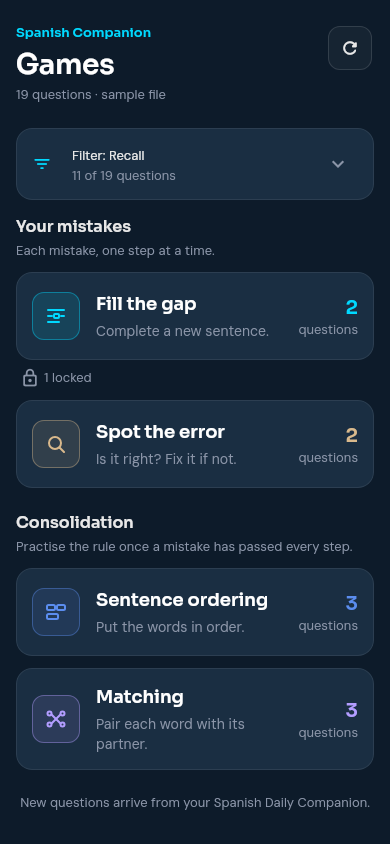 Spanish Companion
Games
19 questions · sample file
Filter: Recall
11 of 19 questions
Your mistakes
Each mistake, one step at a time.
Fill the gap
Complete a new sentence.
2
questions
1 locked
Spot the error
Is it right? Fix it if not.
2
questions
Consolidation
Practise the rule once a mistake has passed every step.
Sentence ordering
Put the words in order.
3
questions
Matching
Pair each word with its
partner.
3
questions
New questions arrive from your Spanish Daily Companion.